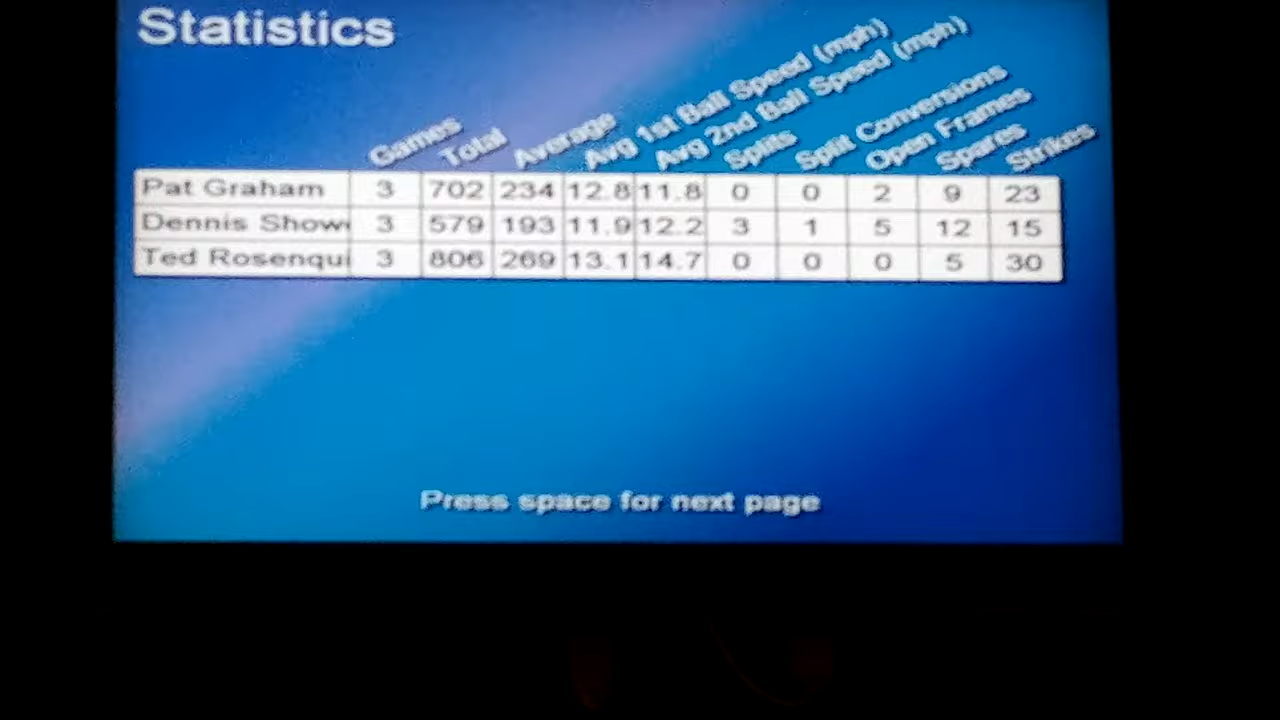 Statistics
Games Total Average Avg 1st Ball Speed (mph) Avg 2nd Ball Speed (mph) Splits Split Conversions Open Frames Spares Strikes
Pat Graham 3 702 234 12.8 11.8 0 0 2 9 23
Dennis Show 3 579 193 11.9 12.2 3 1 5 12 15
Ted Rosenqui 3 806 269 13.1 14.7 0 0 0 5 30
Press space for next page